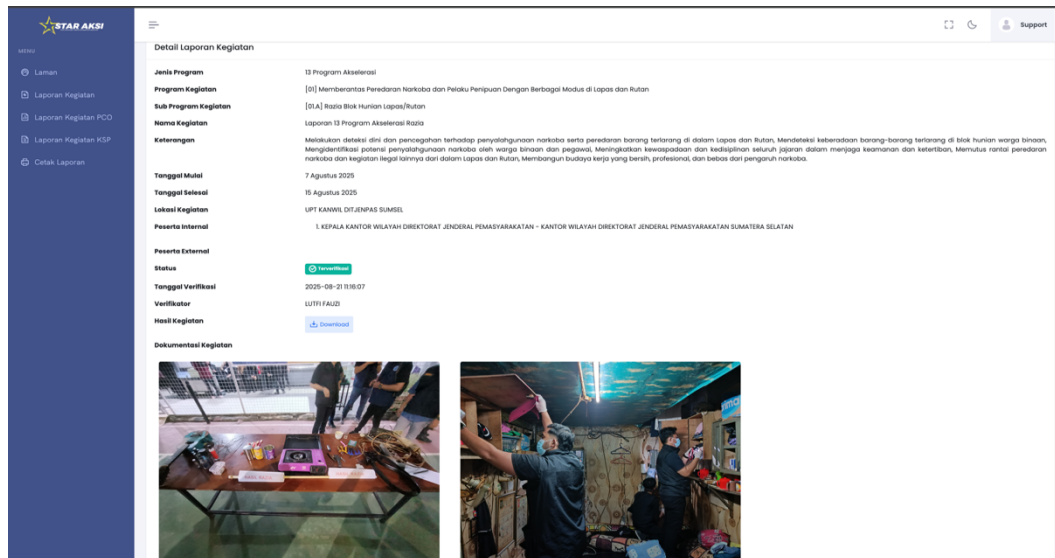 STAR AKSI
Support
MENU
Laman
Laporan Kegiatan
Laporan Kegiatan PCO
Laporan Kegiatan KSP
Cetak Laporan
Detail Laporan Kegiatan
Jenis Program 13 Program Akselerasi
Program Kegiatan [01] Memberantas Peredaran Narkoba dan Pelaku Penipuan Dengan Berbagai Modus di Lapas dan Rutan
Sub Program Kegiatan [01.A] Razia Blok Hunian Lapas/Rutan
Nama Kegiatan Laporan 13 Program Akselerasi Razia
Keterangan Melakukan deteksi dini dan pencegahan terhadap penyalahgunaan narkoba serta peredaran barang terlarang di dalam Lapas dan Rutan, Mendeteksi keberadaan barang-barang terlarang di blok hunian warga binaan,
Mengidentifikasi potensi penyalahgunaan narkoba oleh warga binaan dan pegawai, Meningkatkan kewaspadaan dan kedisiplinan seluruh jajaran dalam menjaga keamanan dan ketertiban, Memutus rantai peredaran
narkoba dan kegiatan ilegal lainnya dari dalam Lapas dan Rutan, Membangun budaya kerja yang bersih, profesional, dan bebas dari pengaruh narkoba.
Tanggal Mulai 7 Agustus 2025
Tanggal Selesai 15 Agustus 2025
Lokasi Kegiatan UPT KANWIL DITJENPAS SUMSEL
Peserta Internal 1. KEPALA KANTOR WILAYAH DIREKTORAT JENDERAL PEMASYARAKATAN - KANTOR WILAYAH DIREKTORAT JENDERAL PEMASYARAKATAN SUMATERA SELATAN
Peserta External
Status Terverifikasi
Tanggal Verifikasi 2025-08-21 11:16:07
Verifikator LUTFI FAUZI
Hasil Kegiatan Download
Dokumentasi Kegiatan